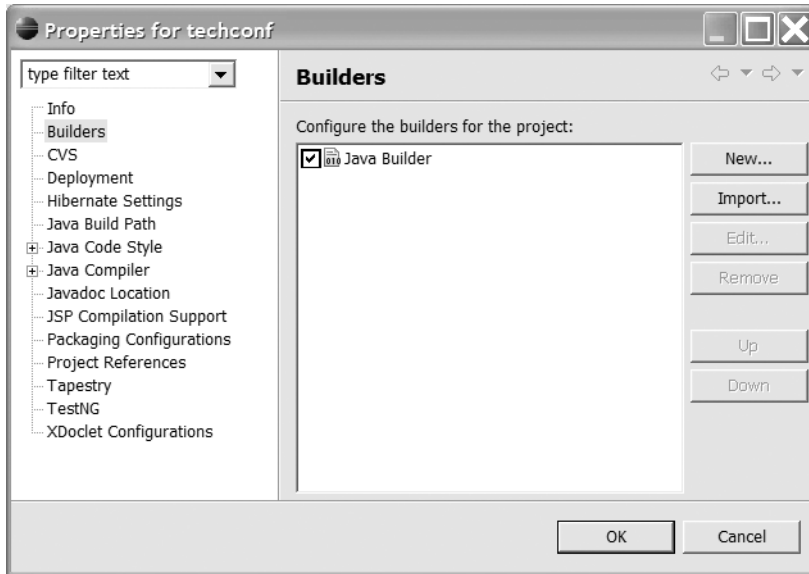 Properties for techconf
type filter text
Info
Builders
CVS
Deployment
Hibernate Settings
Java Build Path
Java Code Style
Java Compiler
Javadoc Location
JSP Compilation Support
Packaging Configurations
Project References
Tapestry
TestNG
XDoclet Configurations
Builders
Configure the builders for the project:
010 Java Builder
New...
Import...
Edit...
Remove
Up
Down
OK
Cancel